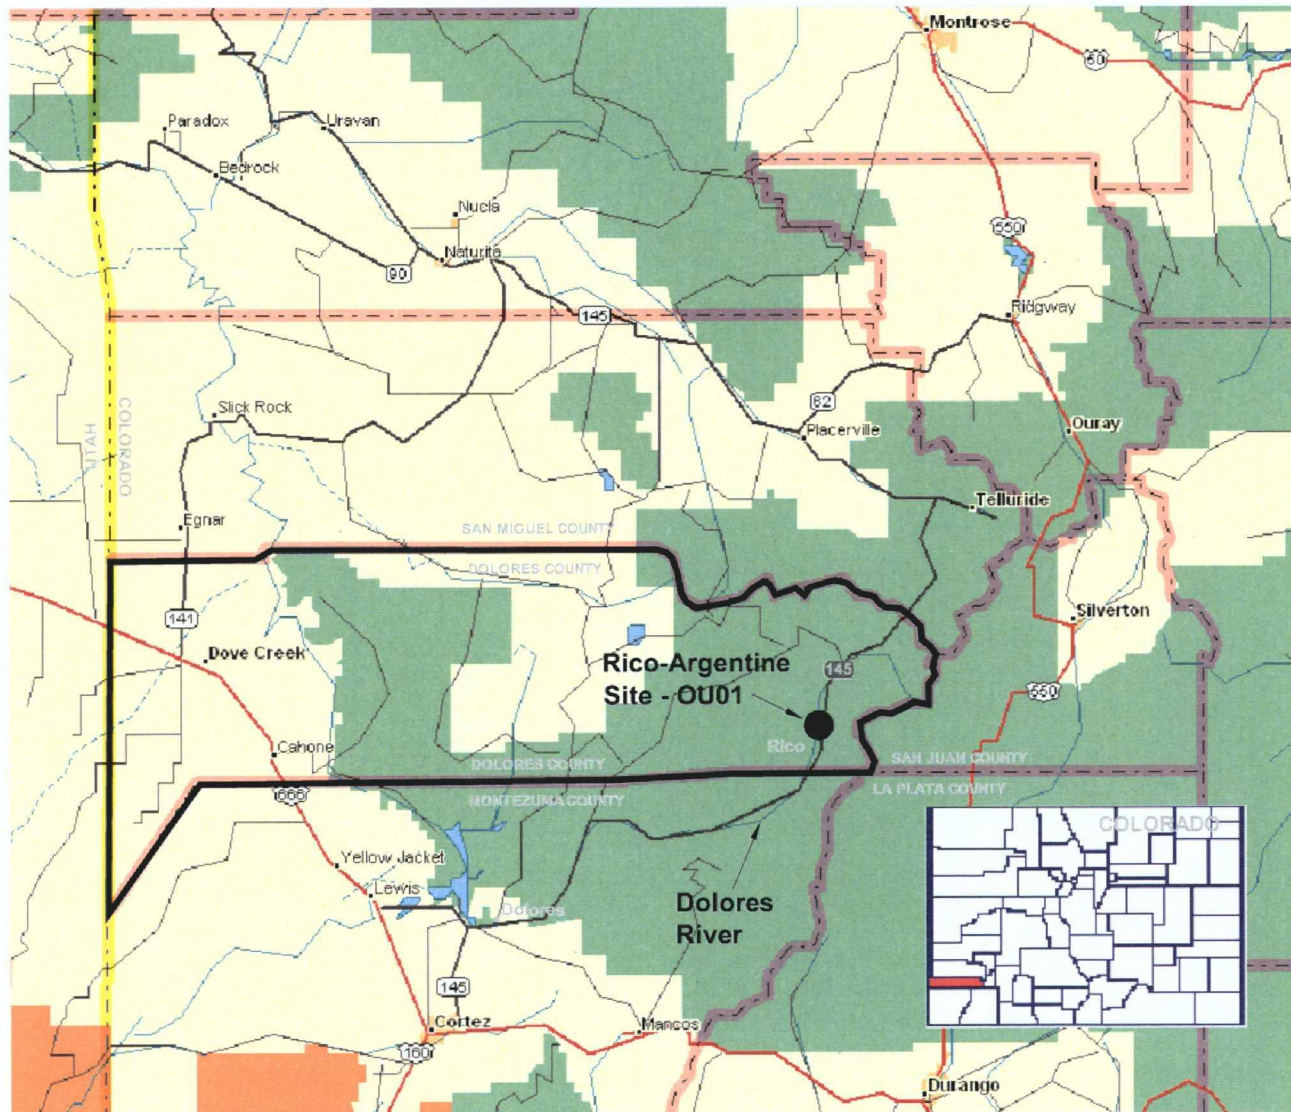 Montrose
50
Paradox
Uravan
Bedrock
Nucla
550
Naturita
90
145
Ridgway
62
Slick Rock
Placerville
Ouray
UTAH
COLORADO
Telluride
Egnar
SAN MIGUEL COUNTY
DOLORES COUNTY
141
Silverton
Dove Creek
Rico-Argentine
Site - OU01
145
550
Rico
Cahone
DOLORES COUNTY
SAN JUAN COUNTY
MONTEZUMA COUNTY
LA PLATA COUNTY
666
COLORADO
Yellow Jacket
Lewis
Dolores
Dolores
River
145
Cortez
Mancos
160
Durango